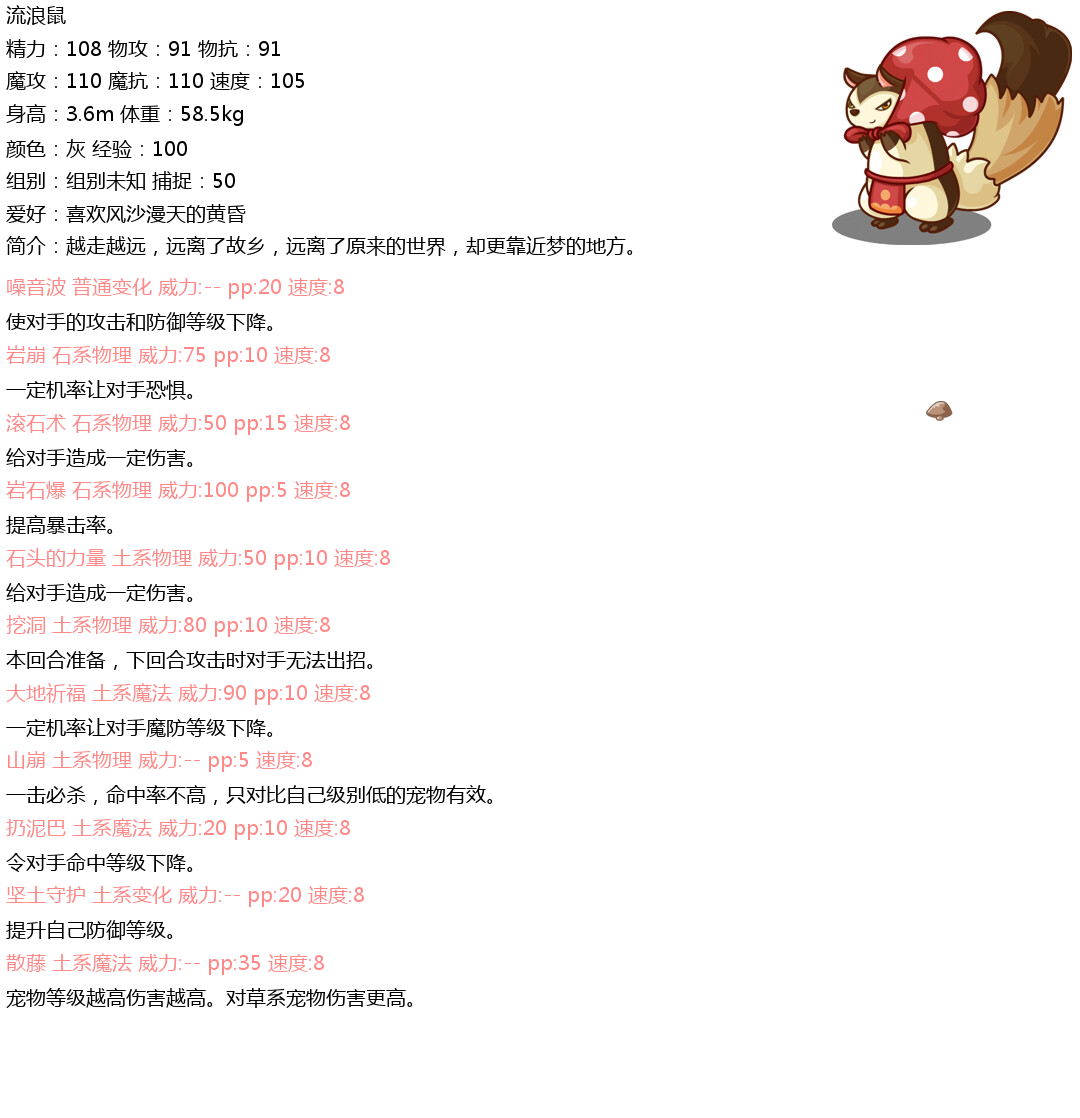 流浪鼠
精力：108 物攻：91 物抗：91
魔攻：110 魔抗：110 速度：105
身高：3.6m 体重：58.5kg
颜色：灰 经验：100
组别：组别未知 捕捉：50
爱好：喜欢风沙漫天的黄昏
简介：越走越远，远离了故乡，远离了原来的世界，却更靠近梦的地方。
噪音波 普通变化 威力:-- pp:20 速度:8
使对手的攻击和防御等级下降。
岩崩 石系物理 威力:75 pp:10 速度:8
一定机率让对手恐惧。
滚石术 石系物理 威力:50 pp:15 速度:8
给对手造成一定伤害。
岩石爆 石系物理 威力:100 pp:5 速度:8
提高暴击率。
石头的力量 土系物理 威力:50 pp:10 速度:8
给对手造成一定伤害。
挖洞 土系物理 威力:80 pp:10 速度:8
本回合准备，下回合攻击时对手无法出招。
大地祈福 土系魔法 威力:90 pp:10 速度:8
一定机率让对手魔防等级下降。
山崩 土系物理 威力:-- pp:5 速度:8
一击必杀，命中率不高，只对比自己级别低的宠物有效。
扔泥巴 土系魔法 威力:20 pp:10 速度:8
令对手命中等级下降。
坚土守护 土系变化 威力:-- pp:20 速度:8
提升自己防御等级。
散藤 土系魔法 威力:-- pp:35 速度:8
宠物等级越高伤害越高。对草系宠物伤害更高。